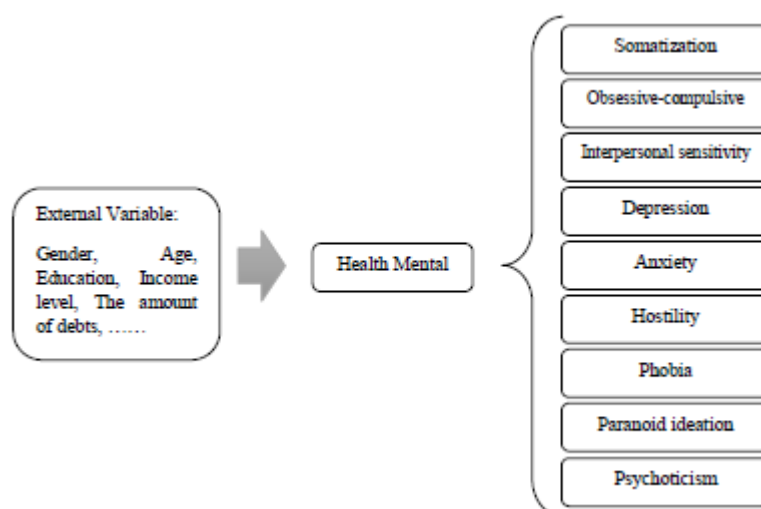 External Variable:
Gender, Age,
Education, Income
level, The amount
of debts, ……
Health Mental
Somatization
Obsessive-compulsive
Interpersonal sensitivity
Depression
Anxiety
Hostility
Phobia
Paranoid ideation
Psychoticism